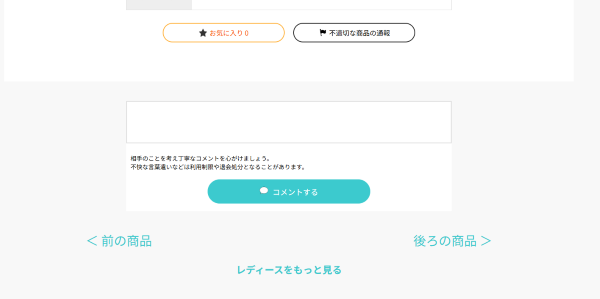 お気に入り 0
不適切な商品の通報
相手のことを考え丁寧なコメントを心がけましょう。
不快な言葉遣いなどは利用制限や退会処分となることがあります。
コメントする
＜ 前の商品
後ろの商品 ＞
レディースをもっと見る